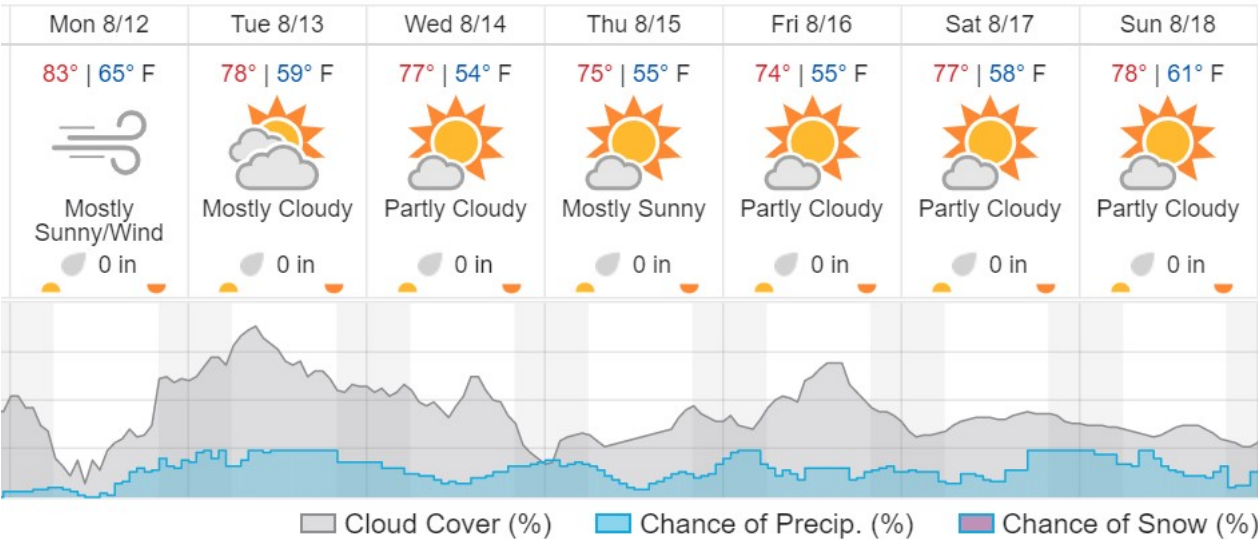 Mon 8/12 Tue 8/13 Wed 8/14 Thu 8/15 Fri 8/16 Sat 8/17 Sun 8/18
83° | 65° F 78° | 59° F 77° | 54° F 75° | 55° F 74° | 55° F 77° | 58° F 78° | 61° F
Mostly Mostly Cloudy Partly Cloudy Mostly Sunny Partly Cloudy Partly Cloudy Partly Cloudy
Sunny/Wind
0 in 0 in 0 in 0 in 0 in 0 in 0 in
Cloud Cover (%) Chance of Precip. (%) Chance of Snow (%)